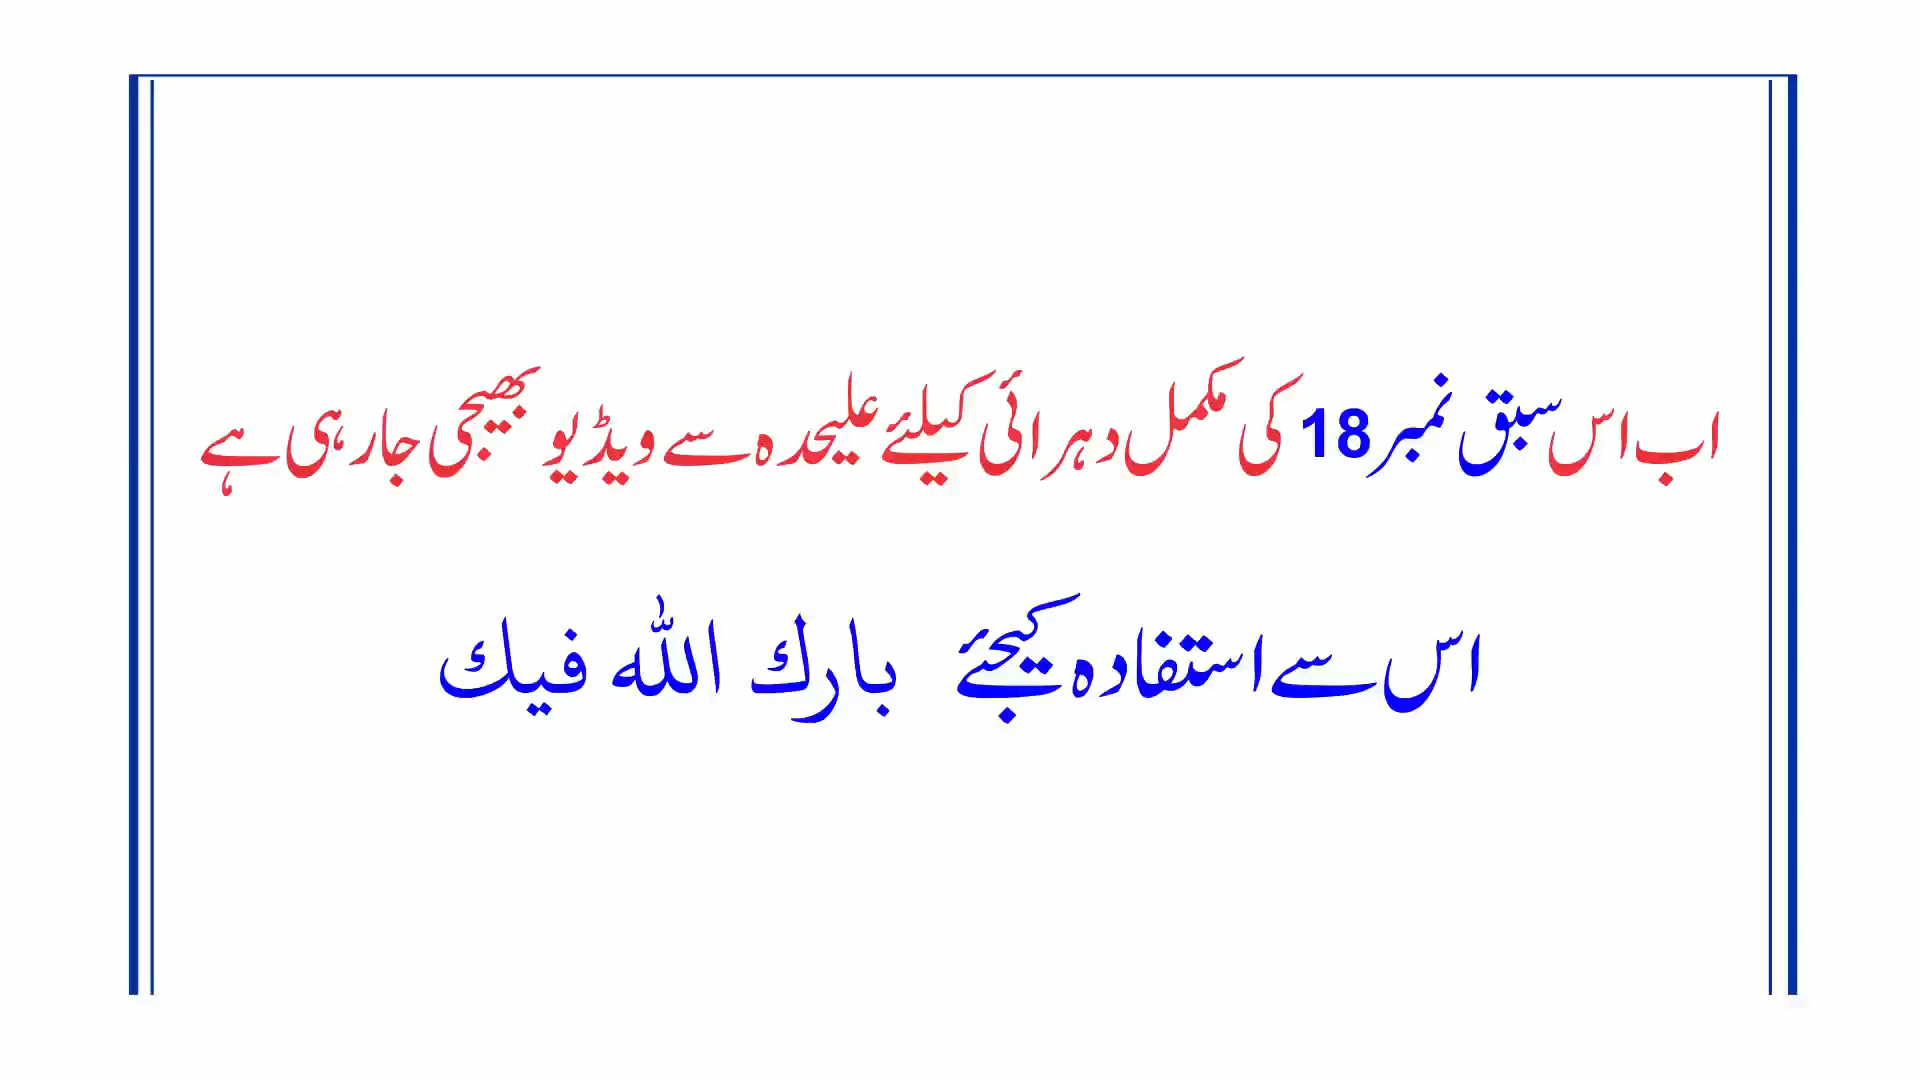 اب اس سبق نمبر 18 کی مکمل دہرائی کیلئے علیحدہ سے ویڈیو بھیجی جا رہی ہے
اس سے استفادہ کیجئے بارك الله فيك